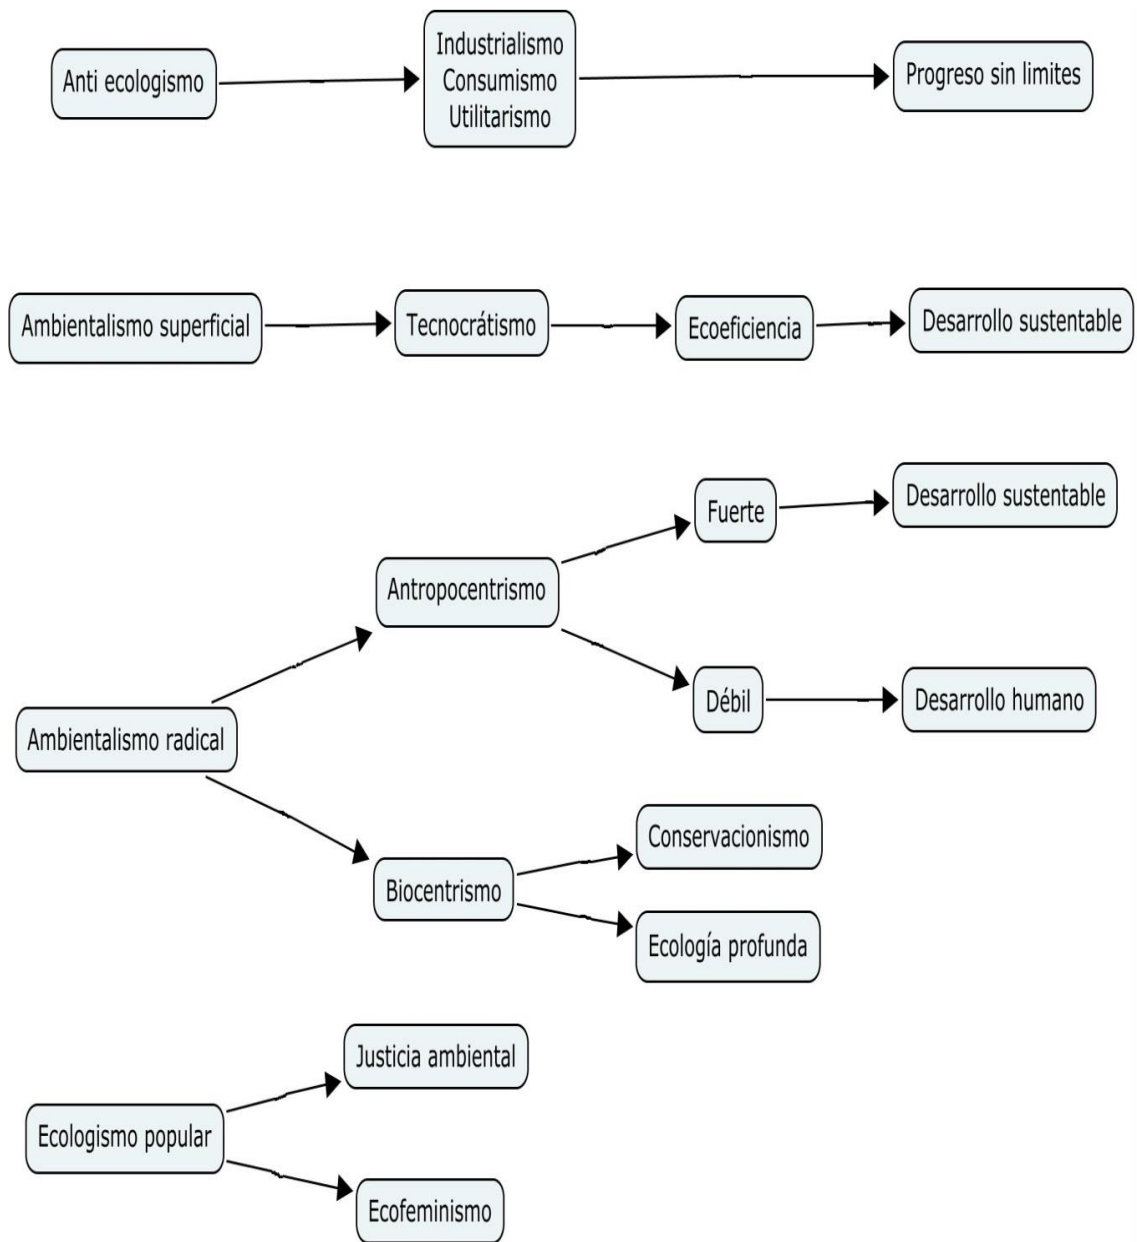 Anti ecologismo
Industrialismo
Consumismo
Utilitarismo
Progreso sin limites
Ambientalismo superficial
Tecnocrátismo
Ecoeficiencia
Desarrollo sustentable
Ambientalismo radical
Antropocentrismo
Fuerte
Desarrollo sustentable
Débil
Desarrollo humano
Biocentrismo
Conservacionismo
Ecología profunda
Ecologismo popular
Justicia ambiental
Ecofeminismo